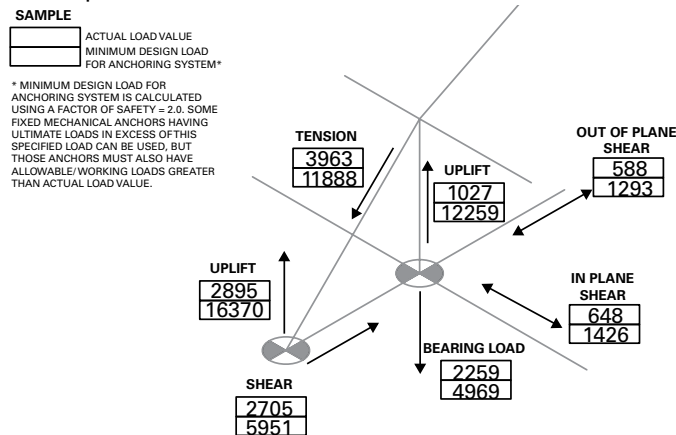 SAMPLE
ACTUAL LOAD VALUE
MINIMUM DESIGN LOAD
FOR ANCHORING SYSTEM*
* MINIMUM DESIGN LOAD FOR
ANCHORING SYSTEM IS CALCULATED
USING A FACTOR OF SAFETY = 2.0. SOME
FIXED MECHANICAL ANCHORS HAVING
ULTIMATE LOADS IN EXCESS OF THIS
SPECIFIED LOAD CAN BE USED, BUT
THOSE ANCHORS MUST ALSO HAVE
ALLOWABLE/WORKING LOADS GREATER
THAN ACTUAL LOAD VALUE.
TENSION
3963
11888
UPLIFT
1027
12259
OUT OF PLANE
SHEAR
588
1293
UPLIFT
2895
16370
IN PLANE
SHEAR
648
1426
BEARING LOAD
2259
4969
SHEAR
2705
5951